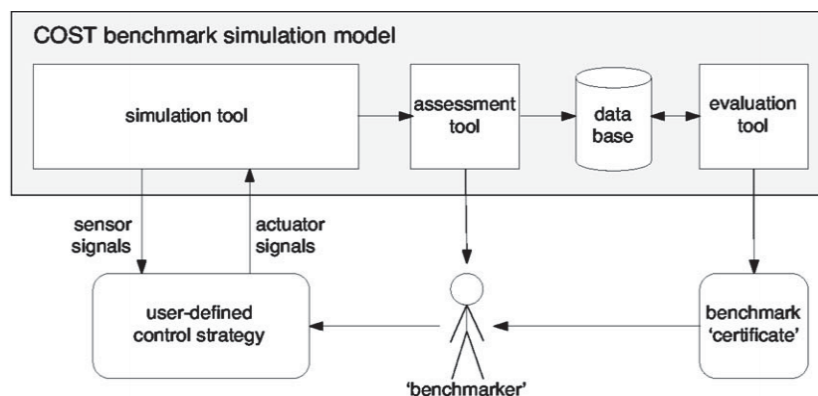 COST benchmark simulation model
simulation tool
assessment
tool
data
base
evaluation
tool
sensor
signals
actuator
signals
user-defined
control strategy
'benchmarker'
benchmark
'certificate'